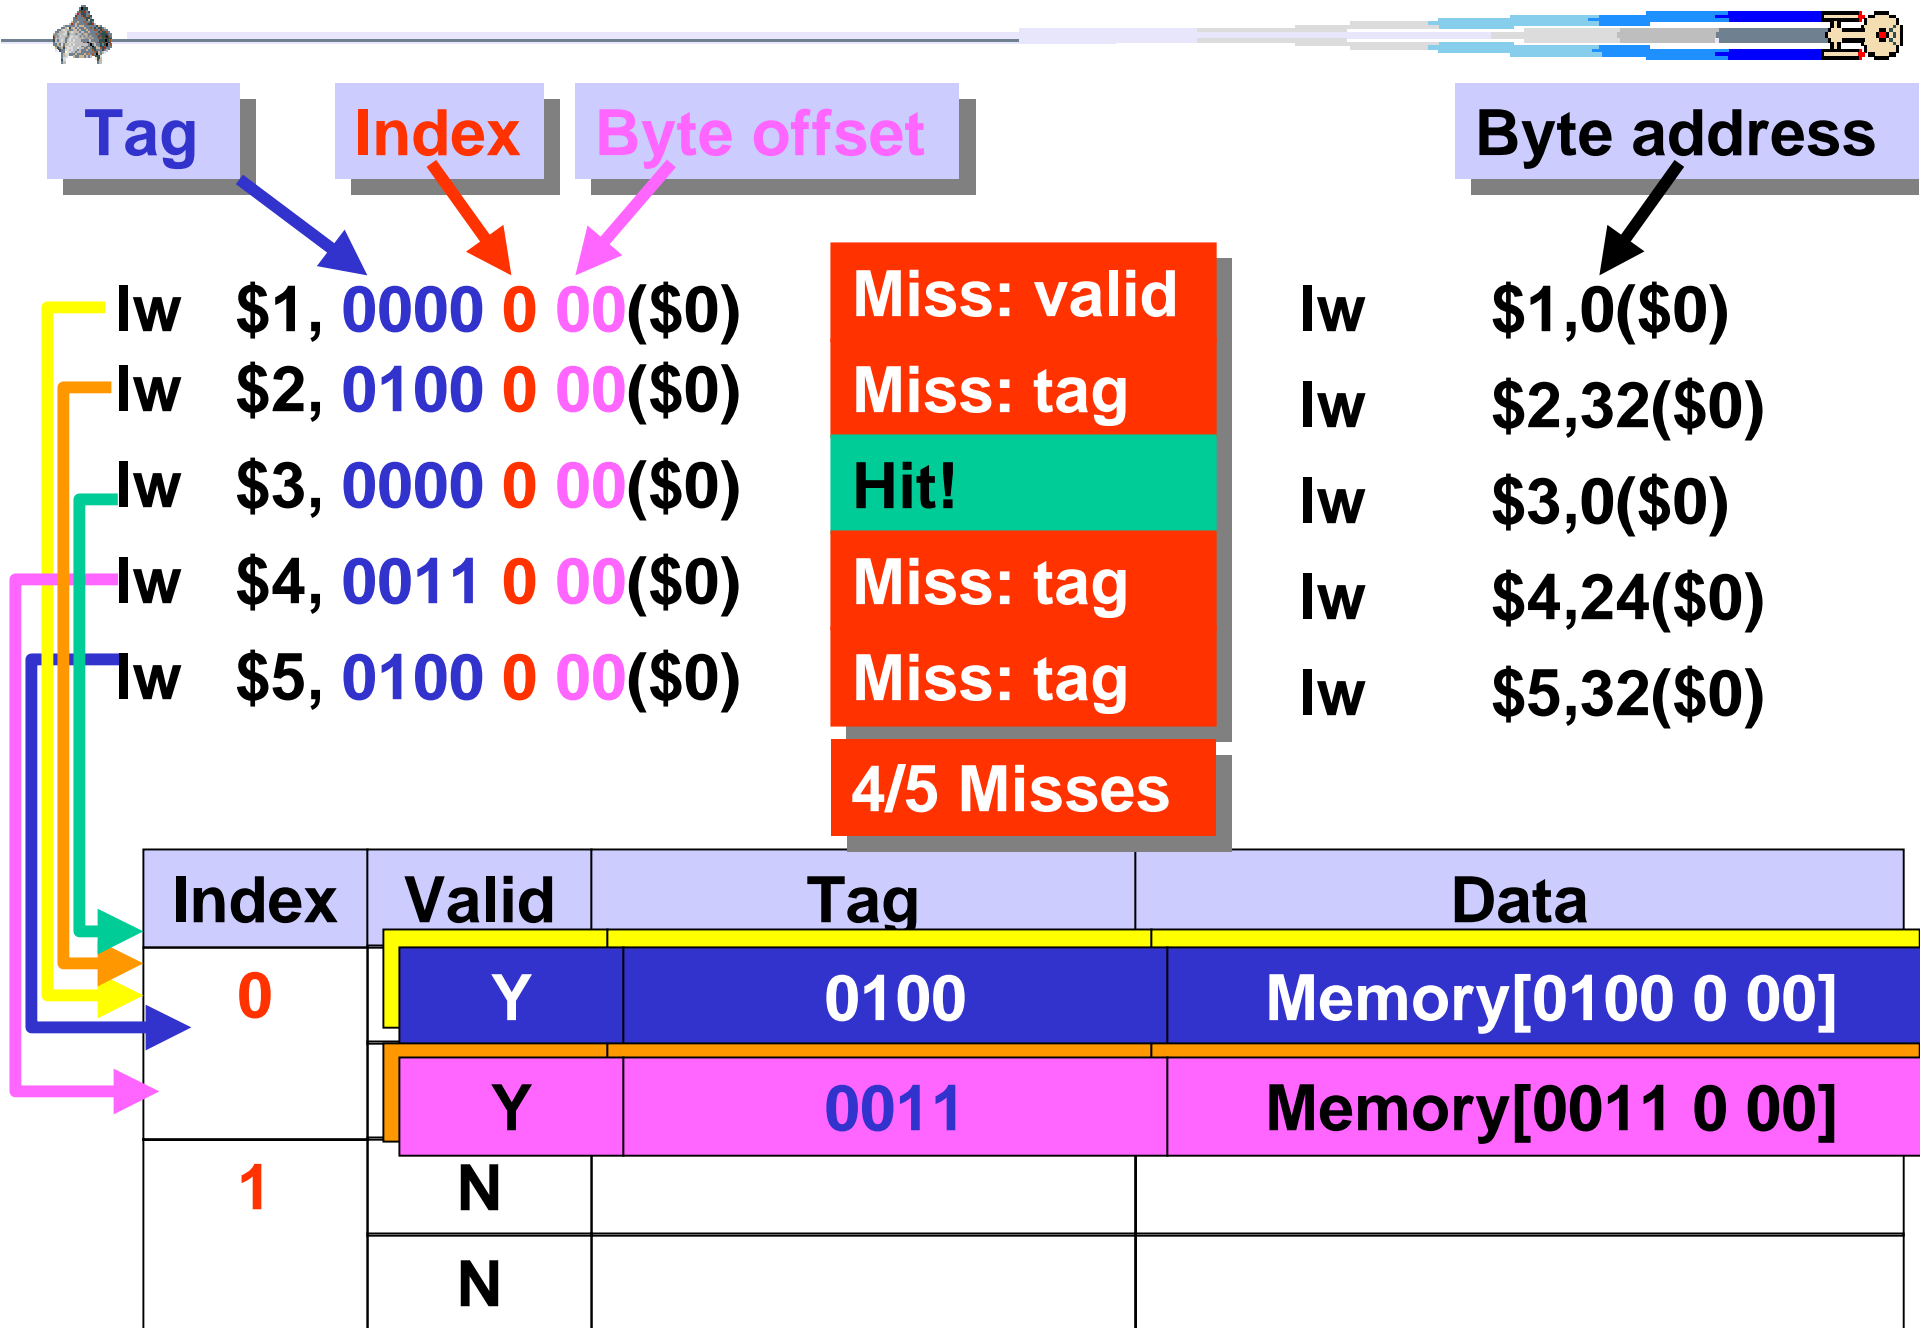 Tag Index Byte offset Byte address
lw $1, 0000 0 00($0) Miss: valid lw $1,0($0)
lw $2, 0100 0 00($0) Miss: tag lw $2,32($0)
lw $3, 0000 0 00($0) Hit! lw $3,0($0)
lw $4, 0011 0 00($0) Miss: tag lw $4,24($0)
lw $5, 0100 0 00($0) Miss: tag lw $5,32($0)
4/5 Misses
Index Valid Tag Data
0 Y 0100 Memory[0100 0 00]
Y 0011 Memory[0011 0 00]
1 N
N